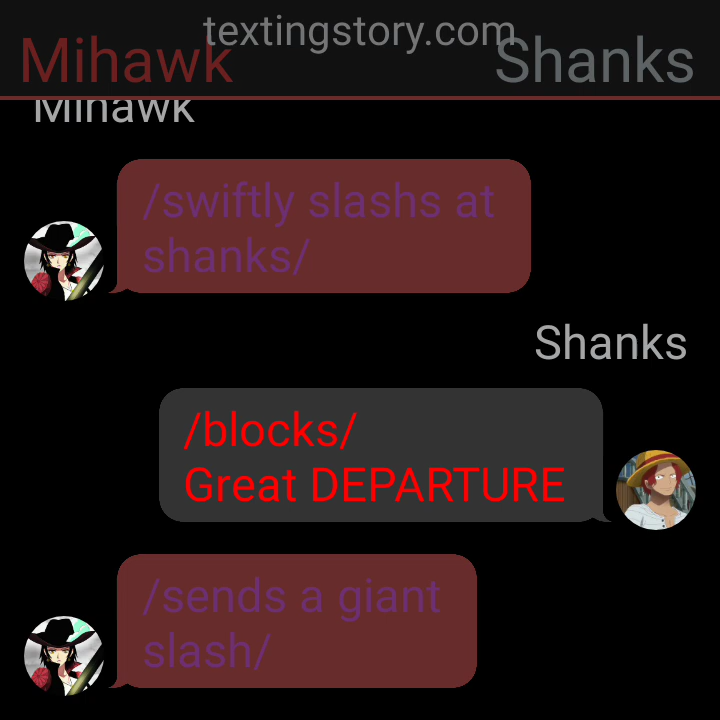 textingstory.com
Mihawk
Shanks
Mihawk
/swiftly slashs at
shanks/
Shanks
/blocks/
Great DEPARTURE
/sends a giant
slash/